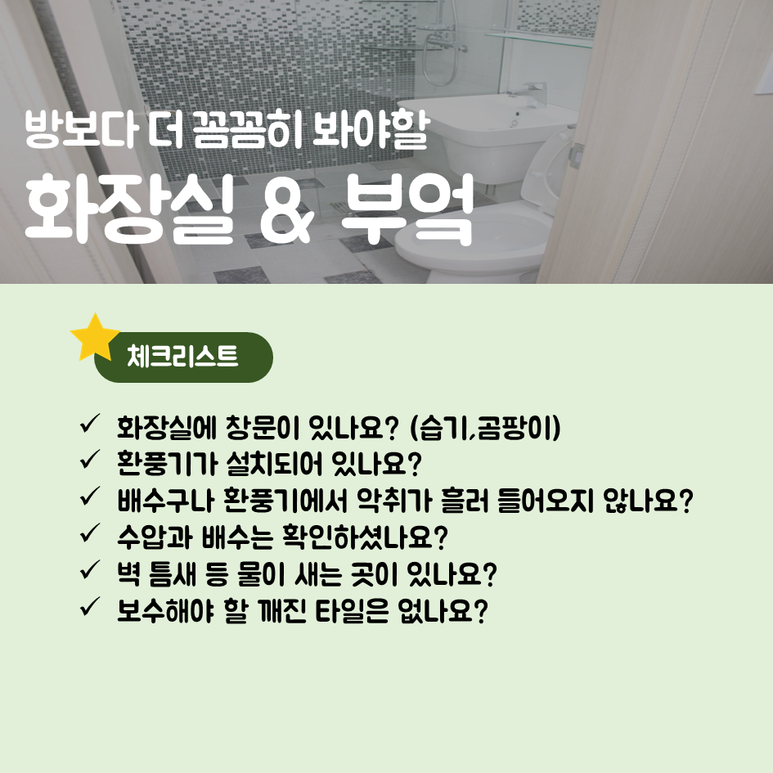 방보다 더 꼼꼼히 봐야할
화장실 & 부엌
체크리스트
✓ 화장실에 창문이 있나요? (습기,곰팡이)
✓ 환풍기가 설치되어 있나요?
✓ 배수구나 환풍기에서 악취가 흘러 들어오지 않나요?
✓ 수압과 배수는 확인하셨나요?
✓ 벽 틈새 등 물이 새는 곳이 있나요?
✓ 보수해야 할 깨진 타일은 없나요?